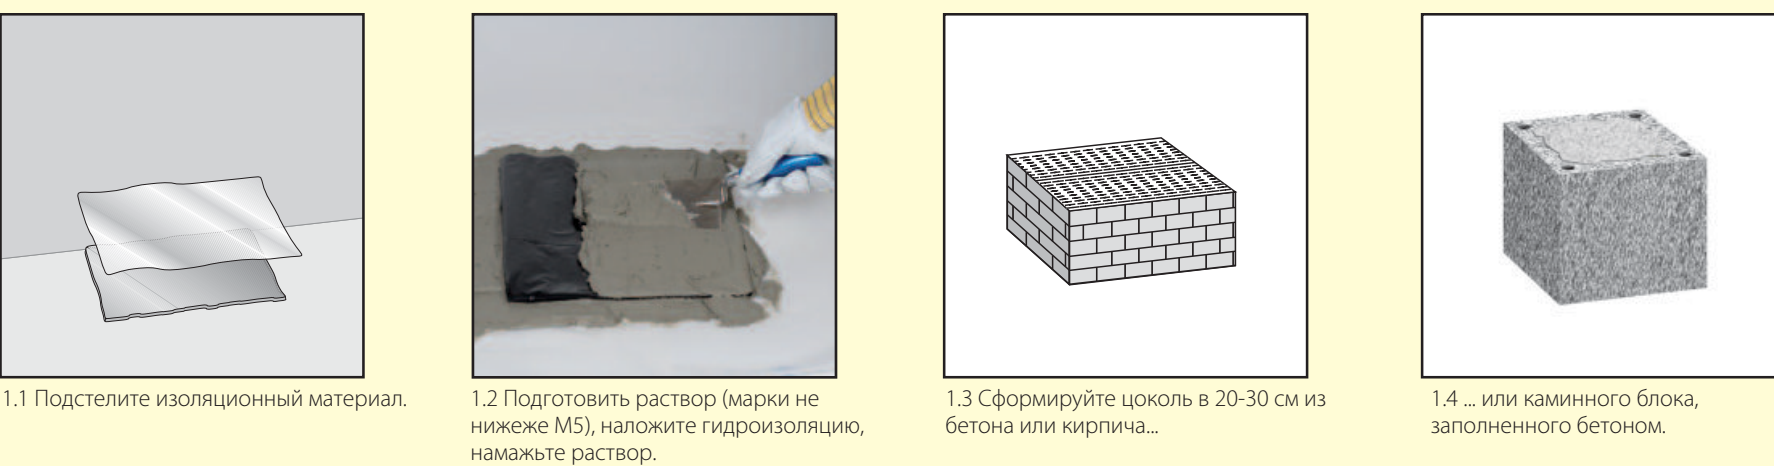 1.1 Подстелите изоляционный материал.
1.2 Подготовить раствор (марки не
нижеже М5), наложите гидроизоляцию,
намажьте раствор.
1.3 Сформируйте цоколь в 20-30 см из
бетона или кирпича...
1.4 ... или каминного блока,
заполненного бетоном.